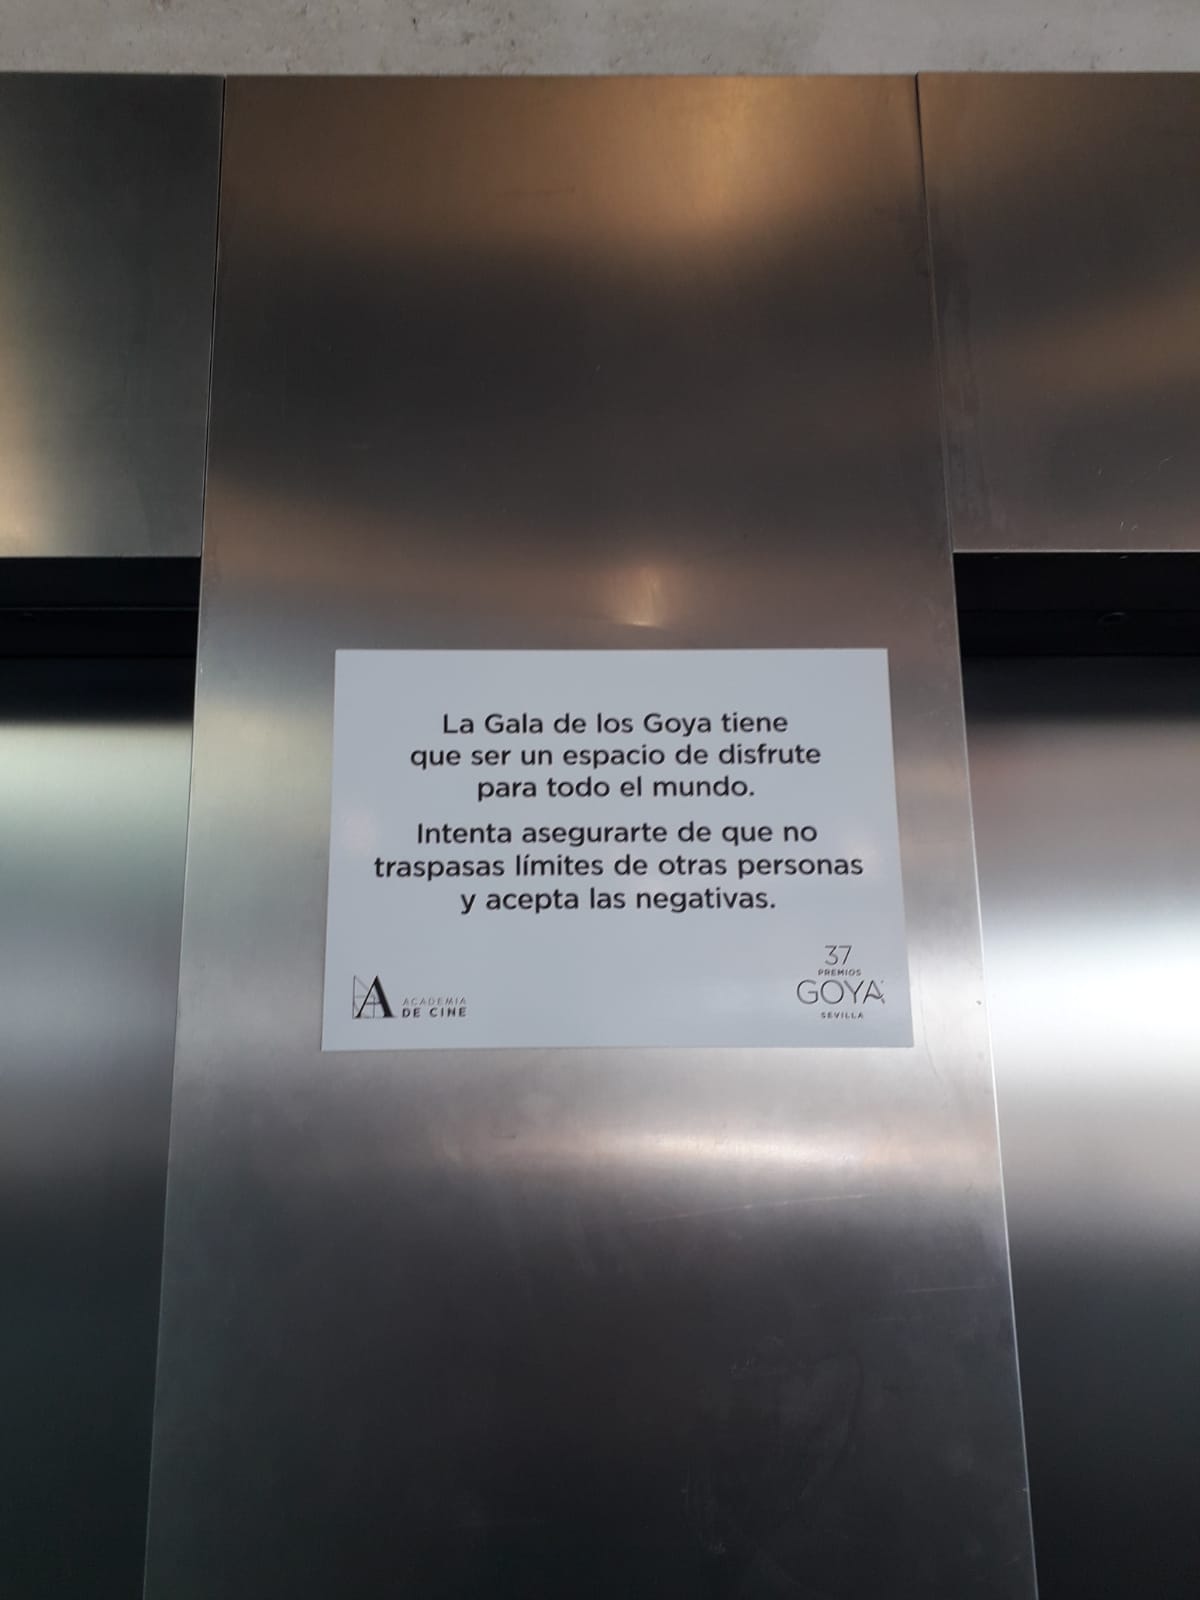 La Gala de los Goya tiene
que ser un espacio de disfrute
para todo el mundo.
Intenta asegurarte de que no
traspasas límites de otras personas
y acepta las negativas.
A ACADEMIA
DE CINE
37
PREMIOS
GOYA
SEVILLA